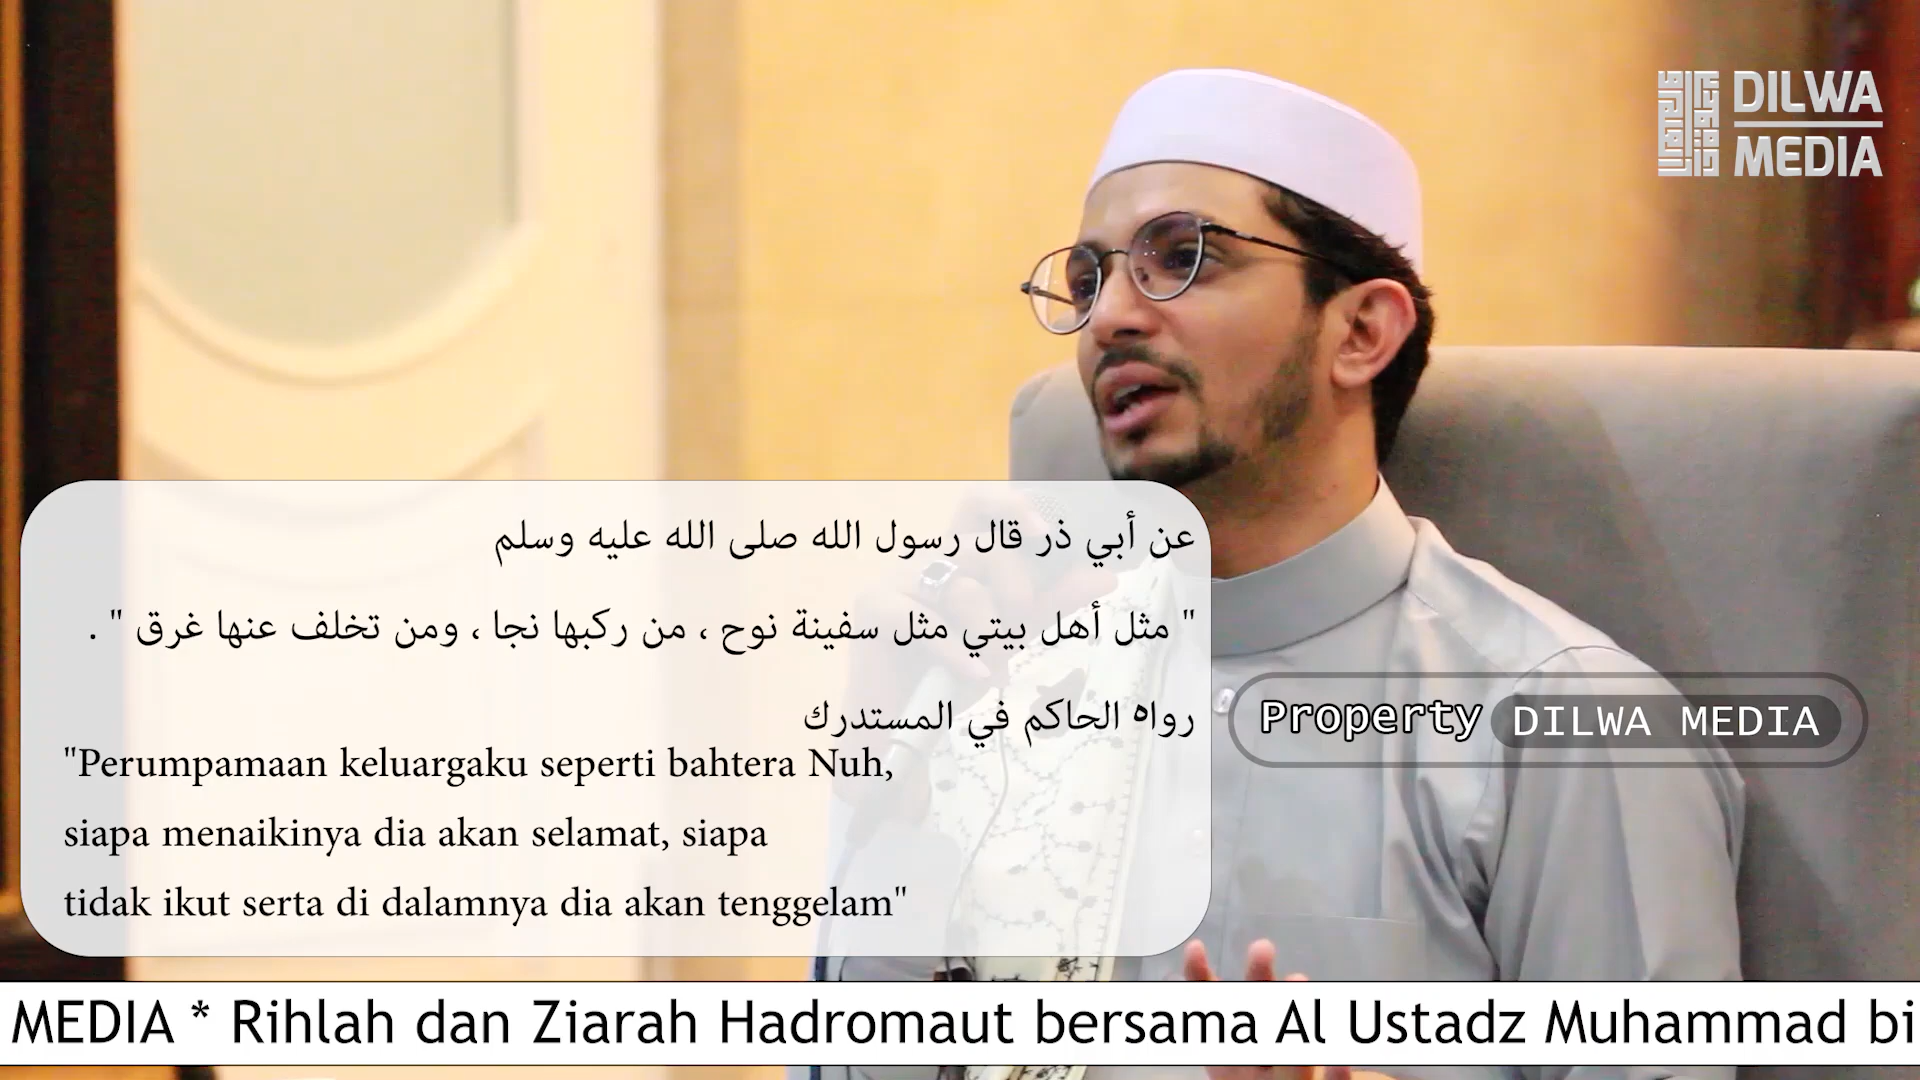 DILWA
MEDIA
عن أبي ذر قال رسول الله صلى الله عليه وسلم
" مثل أهل بيتي مثل سفينة نوح ، من ركبها نجا ، ومن تخلف عنها غرق " .
رواه الحاكم في المستدرك
"Perumpamaan keluargaku seperti bahtera Nuh,
siapa menaikinya dia akan selamat, siapa
tidak ikut serta di dalamnya dia akan tenggelam"
Property DILWA MEDIA
MEDIA * Rihlah dan Ziarah Hadromaut bersama Al Ustadz Muhammad bi